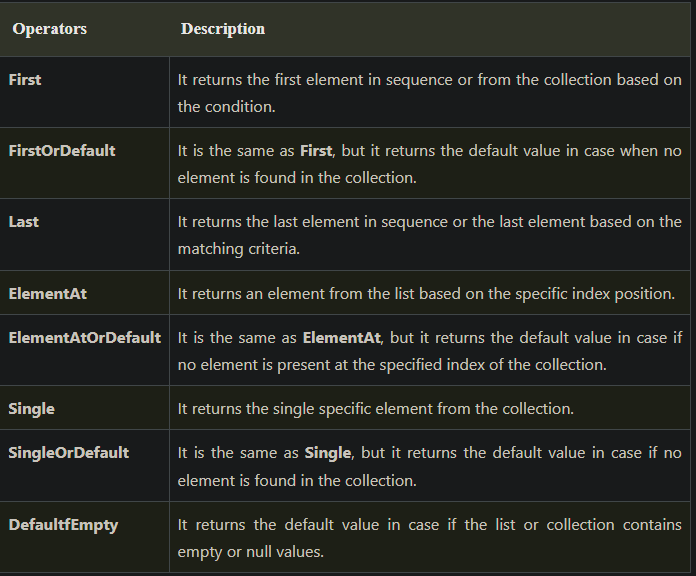 Operators Description
First It returns the first element in sequence or from the collection based on
the condition.
FirstOrDefault It is the same as First, but it returns the default value in case when no
element is found in the collection.
Last It returns the last element in sequence or the last element based on the
matching criteria.
ElementAt It returns an element from the list based on the specific index position.
ElementAtOrDefault It is the same as ElementAt, but it returns the default value in case if
no element is present at the specified index of the collection.
Single It returns the single specific element from the collection.
SingleOrDefault It is the same as Single, but it returns the default value in case if no
element is found in the collection.
DefaultfEmpty It returns the default value in case if the list or collection contains
empty or null values.